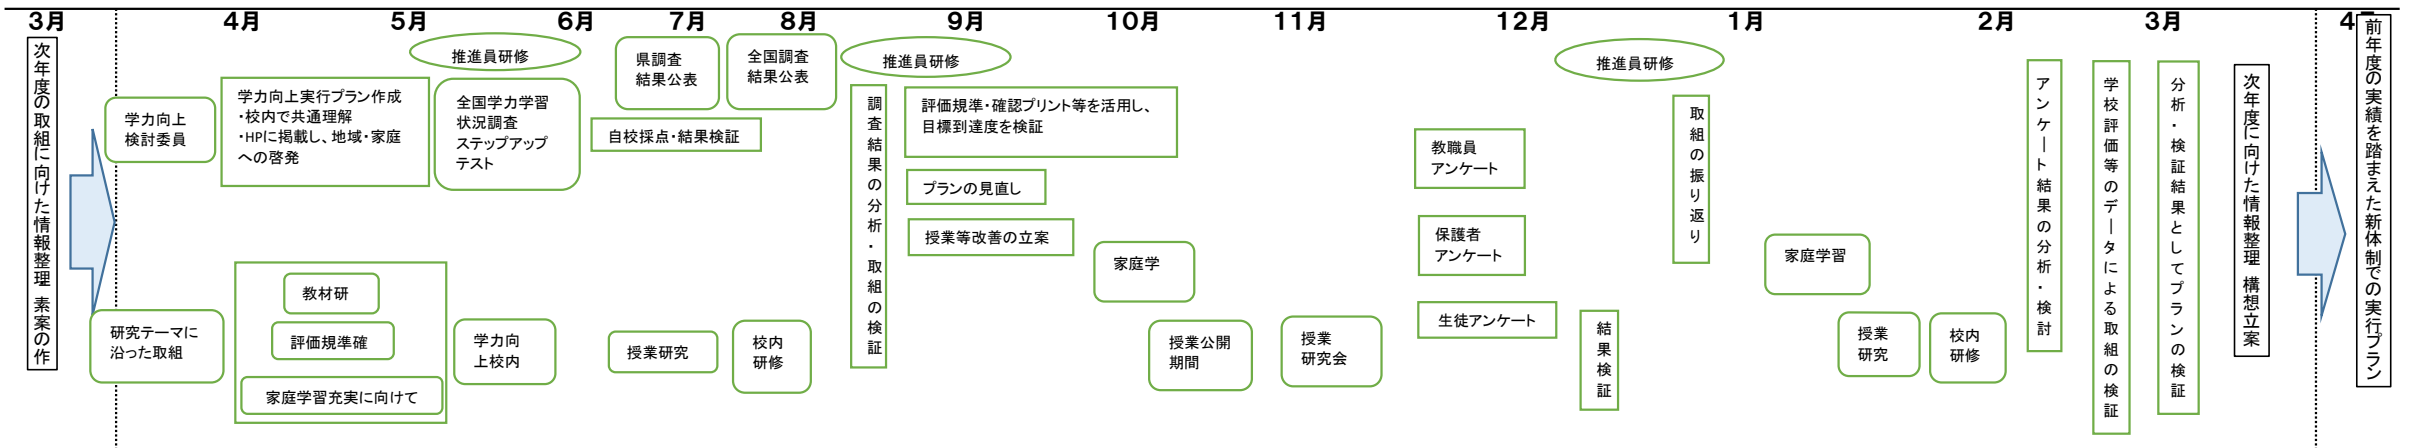 3月
4月
5月
6月
7月
8月
9月
10月
11月
12月
1月
2月
3月
4
次年度の取組に向けた情報整理 素案の作
学力向上
検討委員
研究テーマに
沿った取組
学力向上実行プラン作成
・校内で共通理解
・HPに掲載し、地域・家庭
への啓発
教材研
評価規準確
家庭学習充実に向けて
推進員研修
全国学力学習
状況調査
ステップアップ
テスト
学力向
上校内
県調査
結果公表
自校採点・結果検証
授業研究
全国調査
結果公表
校内
研修
調査結果の分析・取組の検証
推進員研修
評価規準・確認プリント等を活用し、
目標到達度を検証
プランの見直し
授業等改善の立案
家庭学
授業公開
期間
授業
研究会
教職員
アンケート
保護者
アンケート
生徒アンケート
推進員研修
結果検証
取組の振り返り
家庭学習
授業
研究
校内
研修
アンケート結果の分析・検討
学校評価等のデータによる取組の検証
分析・検証結果としてプランの検証
次年度に向けた情報整理 構想立案
前年度の実績を踏まえた新体制での実行プラン